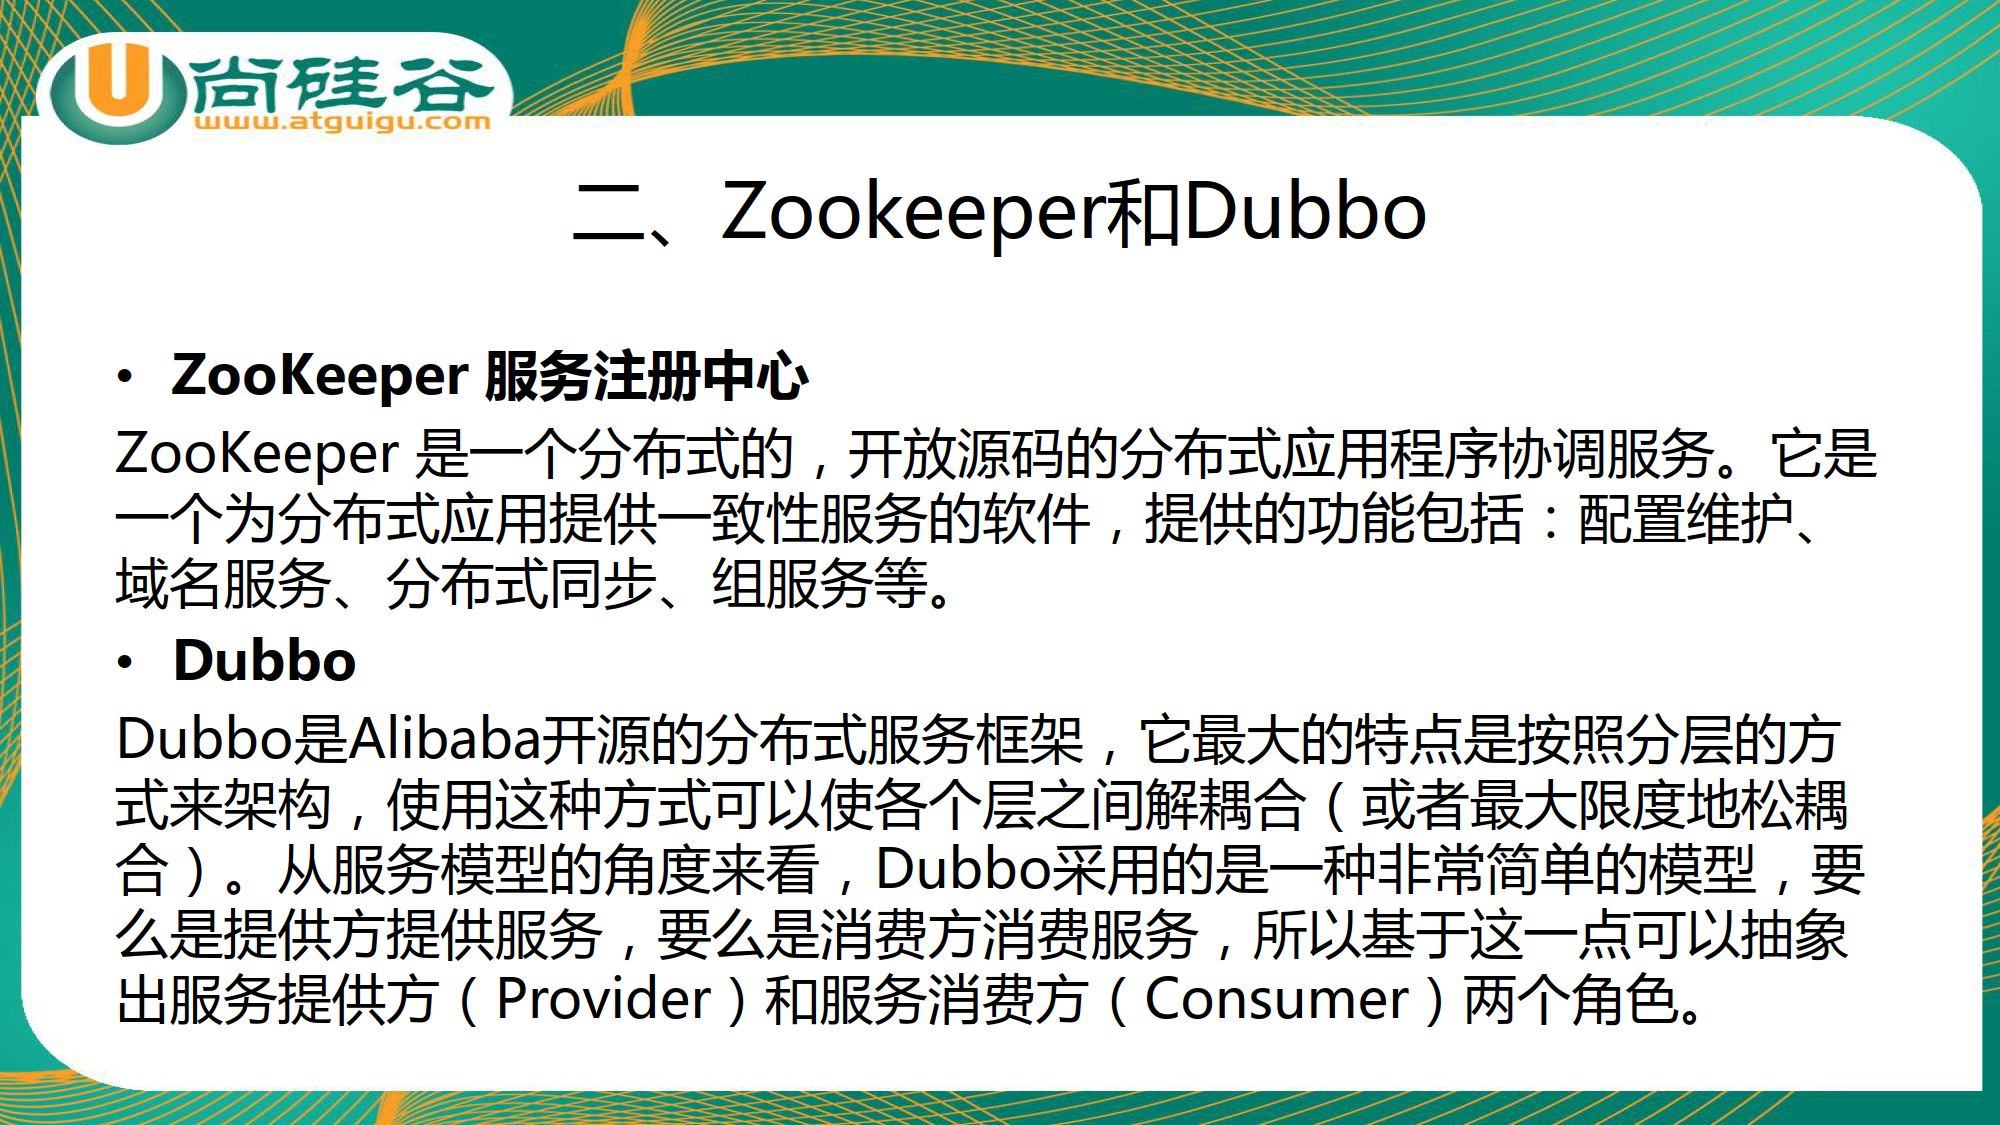 尚硅谷
www.atguigu.com
二、Zookeeper和Dubbo
• ZooKeeper 服务注册中心
ZooKeeper 是一个分布式的，开放源码的分布式应用程序协调服务。它是
一个为分布式应用提供一致性服务的软件，提供的功能包括：配置维护、
域名服务、分布式同步、组服务等。
• Dubbo
Dubbo是Alibaba开源的分布式服务框架，它最大的特点是按照分层的方
式来架构，使用这种方式可以使各个层之间解耦合（或者最大限度地松耦
合）。从服务模型的角度来看，Dubbo采用的是一种非常简单的模型，要
么是提供方提供服务，要么是消费方消费服务，所以基于这一点可以抽象
出服务提供方（Provider）和服务消费方（Consumer）两个角色。